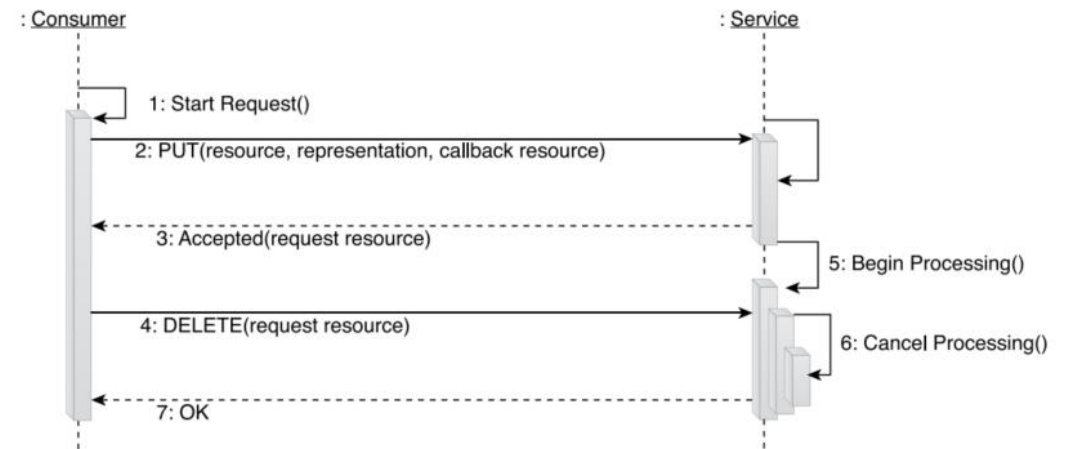 : Consumer
: Service
1: Start Request()
2: PUT(resource, representation, callback resource)
3: Accepted(request resource)
5: Begin Processing()
4: DELETE(request resource)
6: Cancel Processing()
7: OK